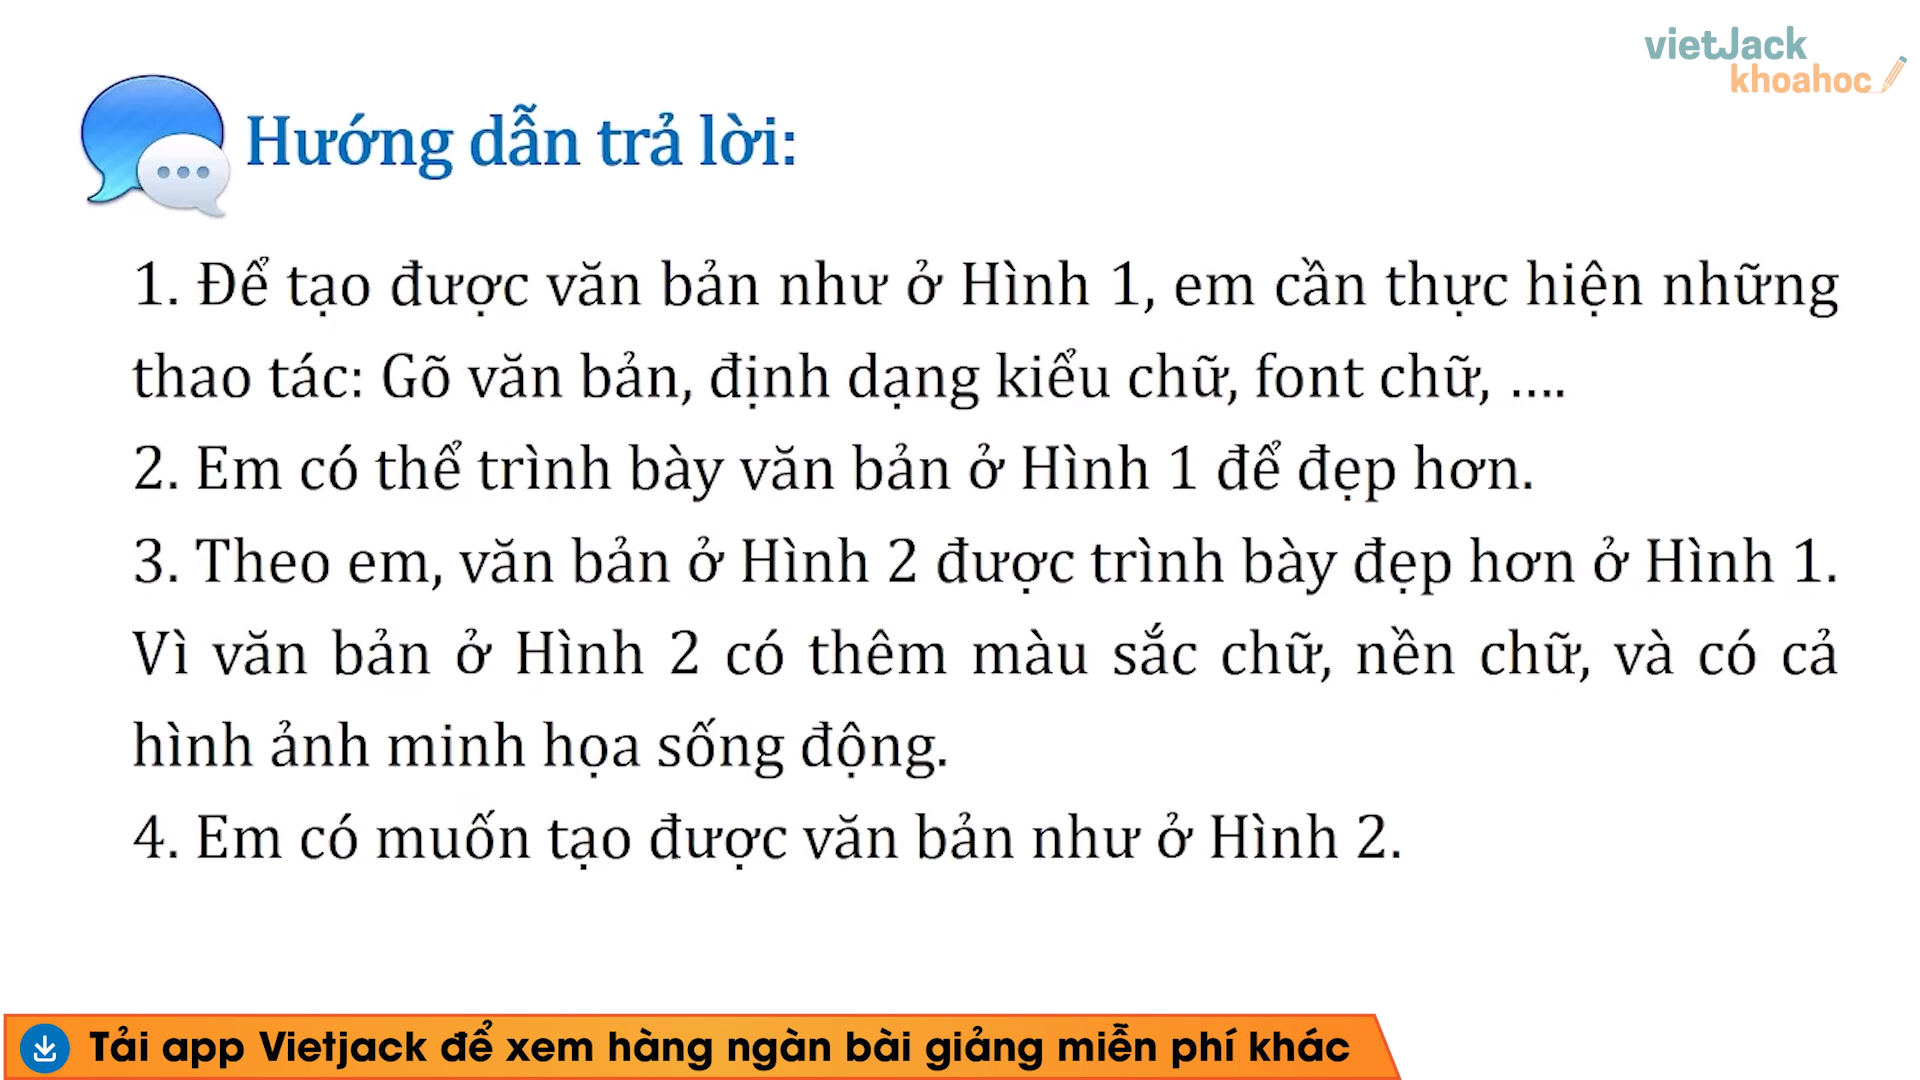 vietJack
khoahoc
Hướng dẫn trả lời:
1. Để tạo được văn bản như ở Hình 1, em cần thực hiện những
thao tác: Gõ văn bản, định dạng kiểu chữ, font chữ, ....
2. Em có thể trình bày văn bản ở Hình 1 để đẹp hơn.
3. Theo em, văn bản ở Hình 2 được trình bày đẹp hơn ở Hình 1.
Vì văn bản ở Hình 2 có thêm màu sắc chữ, nền chữ, và có cả
hình ảnh minh họa sống động.
4. Em có muốn tạo được văn bản như ở Hình 2.
Tải app Vietjack để xem hàng ngàn bài giảng miễn phí khác